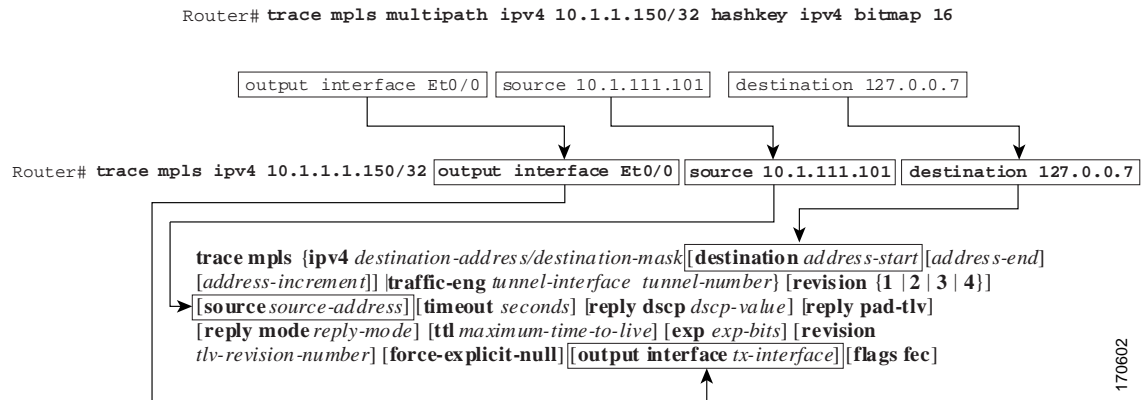 Router# trace mpls multipath ipv4 10.1.1.150/32 hashkey ipv4 bitmap 16
output interface Et0/0 source 10.1.111.101 destination 127.0.0.7
Router# trace mpls ipv4 10.1.1.1.150/32 output interface Et0/0 source 10.1.111.101 destination 127.0.0.7
trace mpls {ipv4 destination-address/destination-mask [destination address-start [address-end]
[address-increment]] |traffic-eng tunnel-interface tunnel-number} [revision {1 | 2 | 3 | 4}]
[source source-address] [timeout seconds] [reply dscp dscp-value] [reply pad-tlv]
[reply mode reply-mode] [ttl maximum-time-to-live] [exp exp-bits] [revision
tlv-revision-number] [force-explicit-null] [output interface tx-interface] [flags fec]
170602